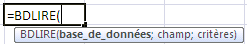 =BDLIRE(
BDLIRE(base_de_données; champ; critères)